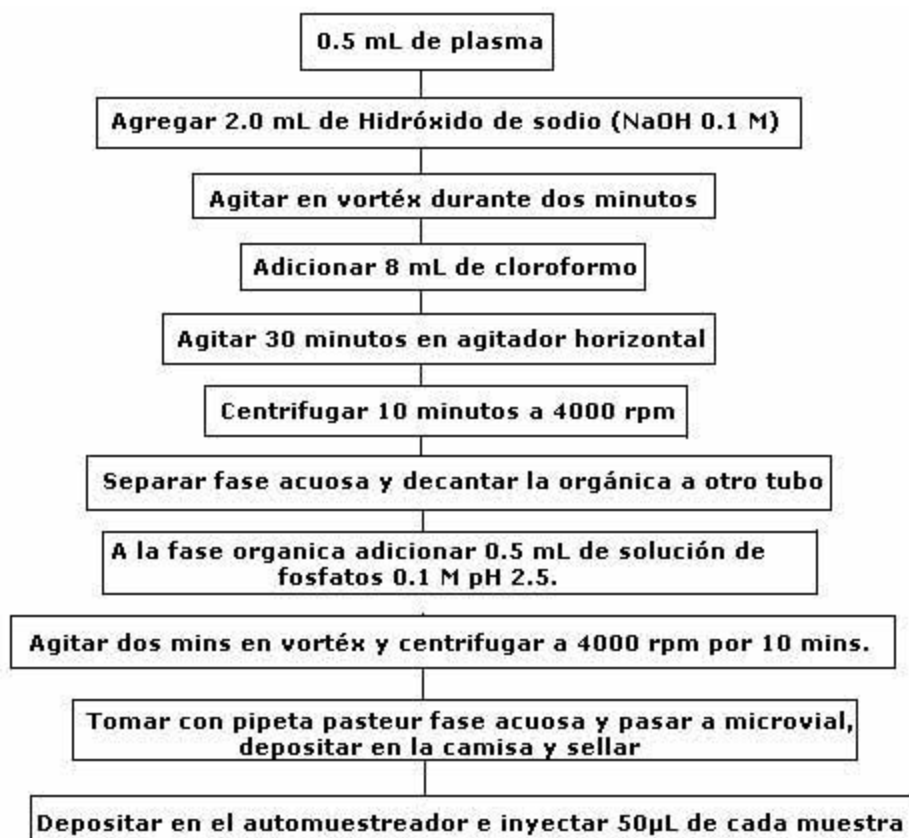 0.5 mL de plasma
Agregar 2.0 mL de Hidróxido de sodio (NaOH 0.1 M)
Agitar en vortéx durante dos minutos
Adicionar 8 mL de cloroformo
Agitar 30 minutos en agitador horizontal
Centrifugar 10 minutos a 4000 rpm
Separar fase acuosa y decantar la orgánica a otro tubo
A la fase organica adicionar 0.5 mL de solución de
fosfatos 0.1 M pH 2.5.
Agitar dos mins en vortéx y centrifugar a 4000 rpm por 10 mins.
Tomar con pipeta pasteur fase acuosa y pasar a microvial,
depositar en la camisa y sellar
Depositar en el automuestreador e inyectar 50µL de cada muestra